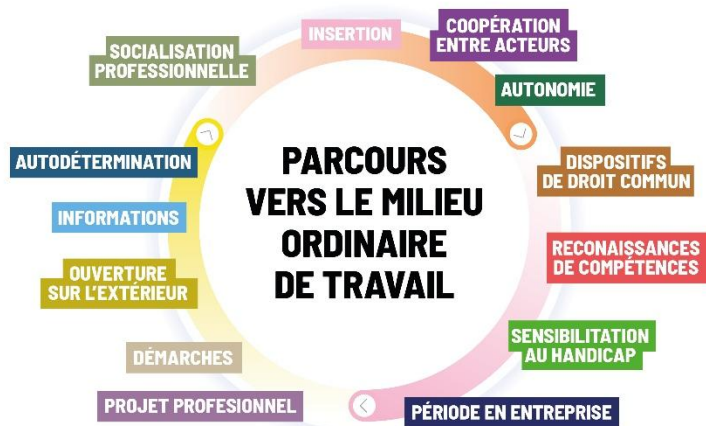 INSERTION
COOPÉRATION
ENTRE ACTEURS
AUTONOMIE
DISPOSITIFS
DE DROIT COMMUN
RECONAISSANCES
DE COMPÉTENCES
SENSIBILITATION
AU HANDICAP
PÉRIODE EN ENTREPRISE
PROJET PROFESIONNEL
DÉMARCHES
OUVERTURE
SUR L'EXTÉRIEUR
INFORMATIONS
AUTODÉTERMINATION
SOCIALISATION
PROFESSIONNELLE
PARCOURS
VERS LE MILIEU
ORDINAIRE
DE TRAVAIL